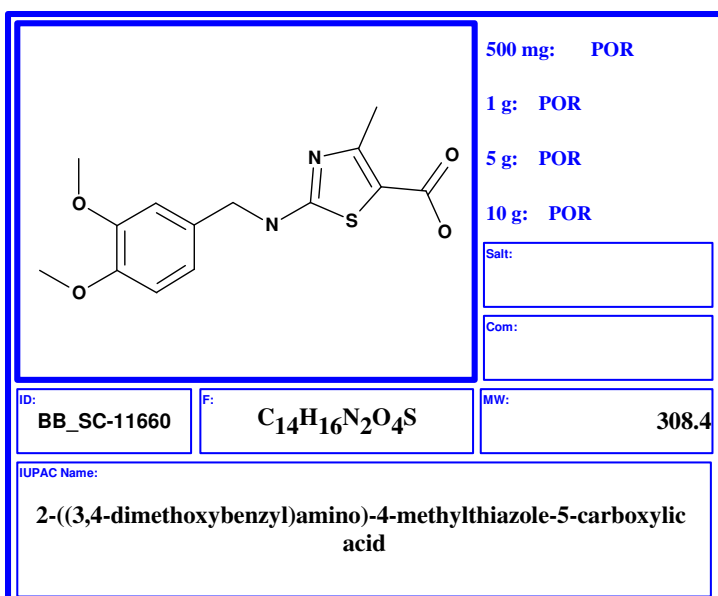 500 mg: POR
1 g: POR
5 g: POR
10 g: POR
N
O
S
N
O
O
O
Salt:
Com:
ID:
BB_SC-11660
F:
C14H16N2O4S
MW:
308.4
IUPAC Name:
2-((3,4-dimethoxybenzyl)amino)-4-methylthiazole-5-carboxylic
acid